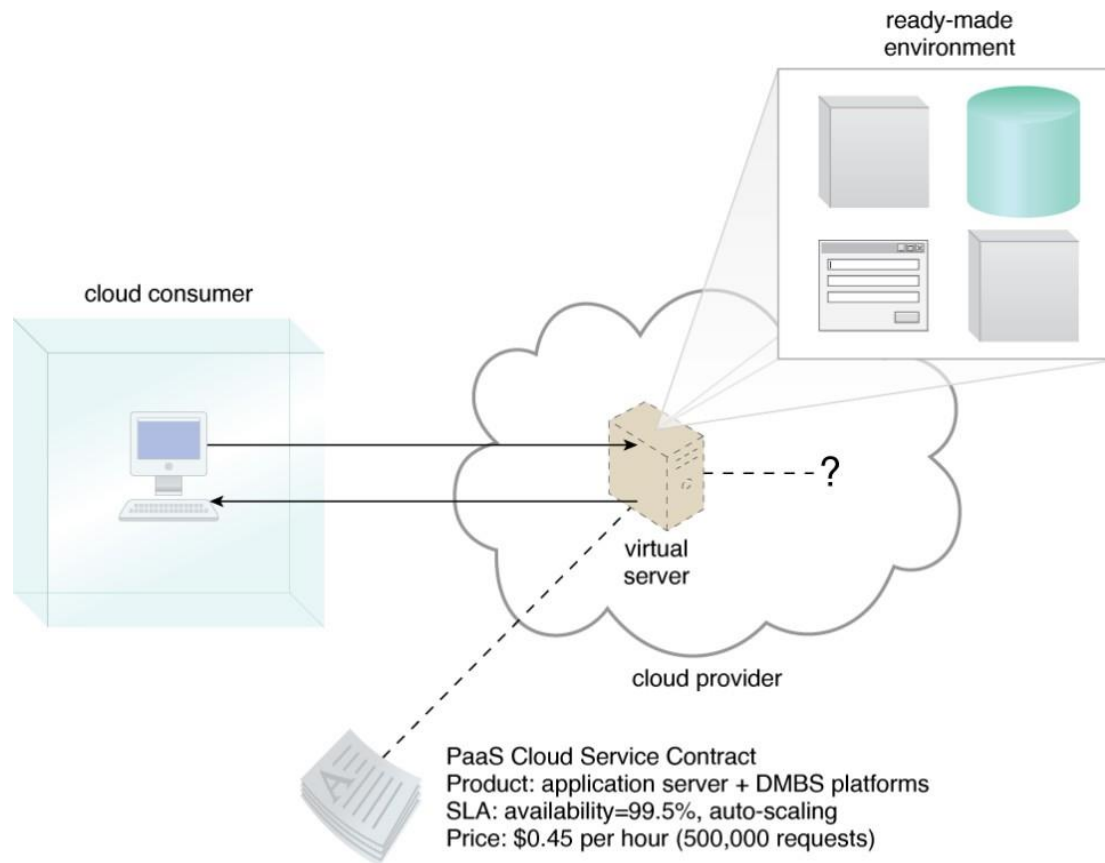 ready-made
environment
cloud consumer
?
virtual
server
cloud provider
PaaS Cloud Service Contract
Product: application server + DMBS platforms
SLA: availability=99.5%, auto-scaling
Price: $0.45 per hour (500,000 requests)
A